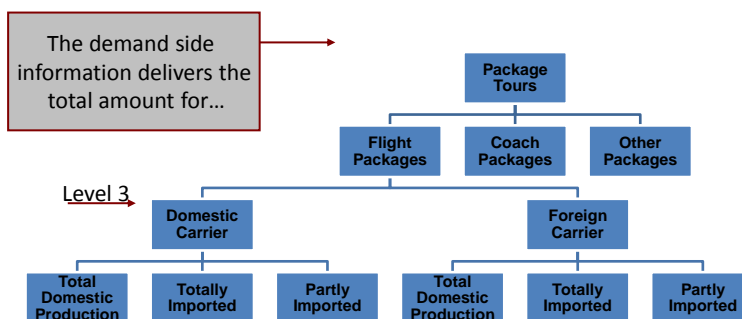 The demand side
information delivers the
total amount for…
Package
Tours
Flight
Packages
Coach
Packages
Other
Packages
Level 3
Domestic
Carrier
Foreign
Carrier
Total
Domestic
Production
Totally
Imported
Partly
Imported
Total
Domestic
Production
Totally
Imported
Partly
Imported